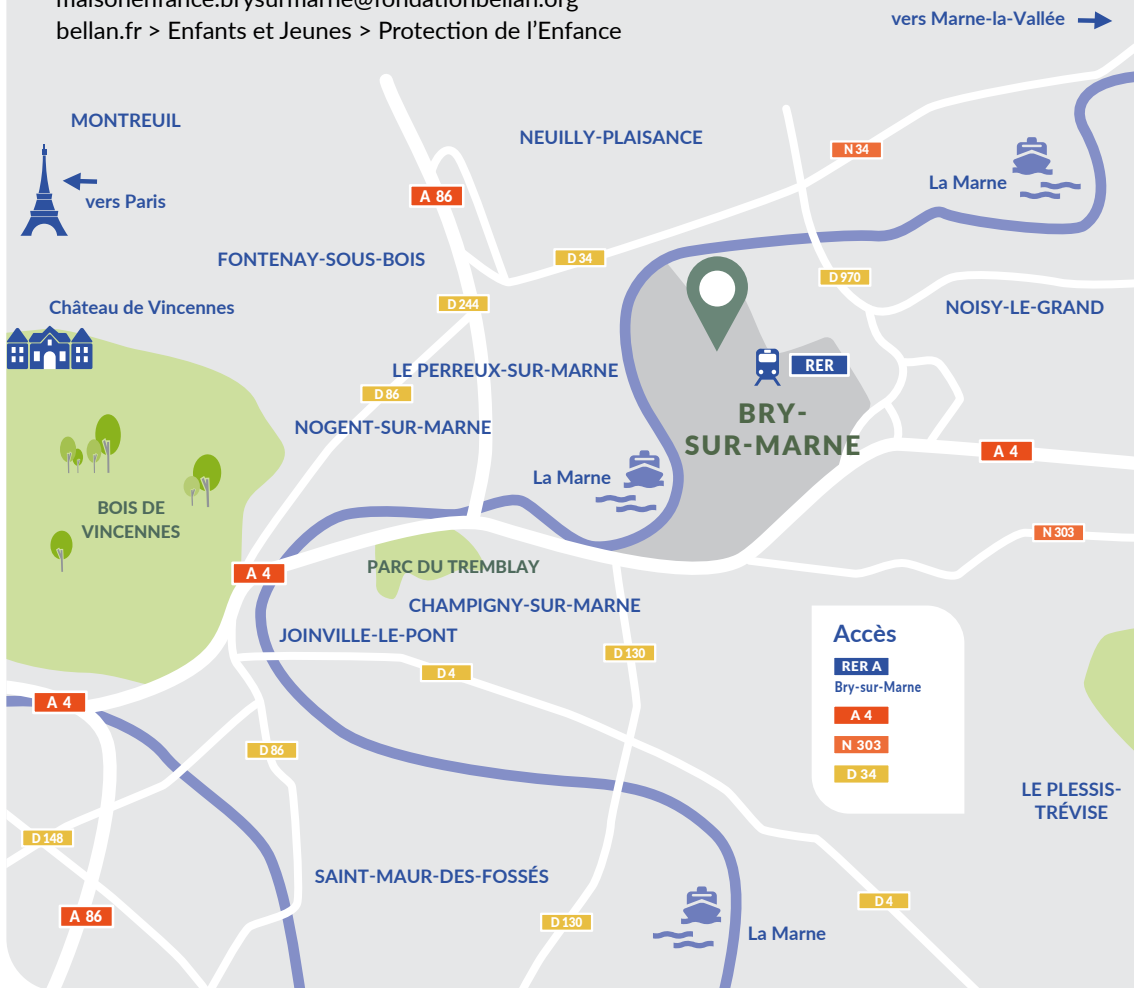 maisonenfance.brysurmarne@fondationbellan.org
bellan.fr > Enfants et Jeunes > Protection de l’Enfance
vers Marne-la-Vallée
MONTREUIL
NEUILLY-PLAISANCE
N 34
La Marne
A 86
vers Paris
FONTENAY-SOUS-BOIS
D 34
D 970
D 244
Château de Vincennes
NOISY-LE-GRAND
LE PERREUX-SUR-MARNE
RER
D 86
BRY-
SUR-MARNE
NOGENT-SUR-MARNE
A 4
La Marne
BOIS DE
VINCENNES
N 303
PARC DU TREMBLAY
A 4
CHAMPIGNY-SUR-MARNE
JOINVILLE-LE-PONT
D 130
D 4
Accès
RER A
Bry-sur-Marne
A 4
N 303
D 34
A 4
D 86
LE PLESSIS-
TRÉVISE
D 148
SAINT-MAUR-DES-FOSSÉS
D 4
A 86
D 130
La Marne